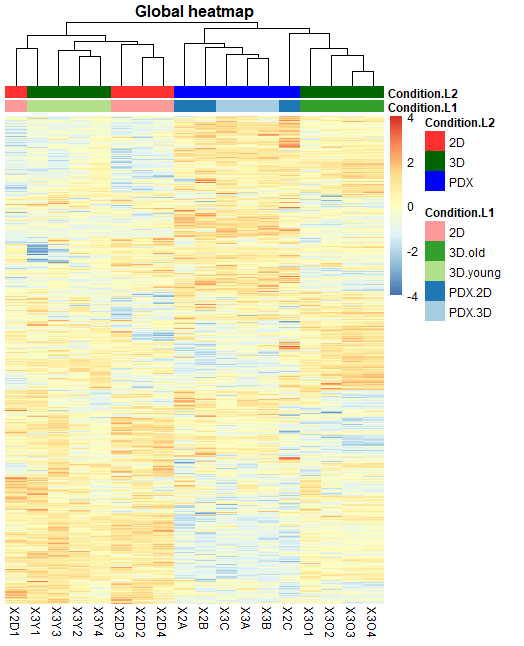 Global heatmap
Condition.L2
Condition.L1
4
2
0
-2
-4
Condition.L2
2D
3D
PDX
Condition.L1
2D
3D.old
3D.young
PDX.2D
PDX.3D
X2D1
X3Y1
X3Y3
X3Y2
X3Y4
X2D3
X2D2
X2D4
X2A
X2B
X3C
X3A
X3B
X2C
X3O1
X3O2
X3O3
X3O4